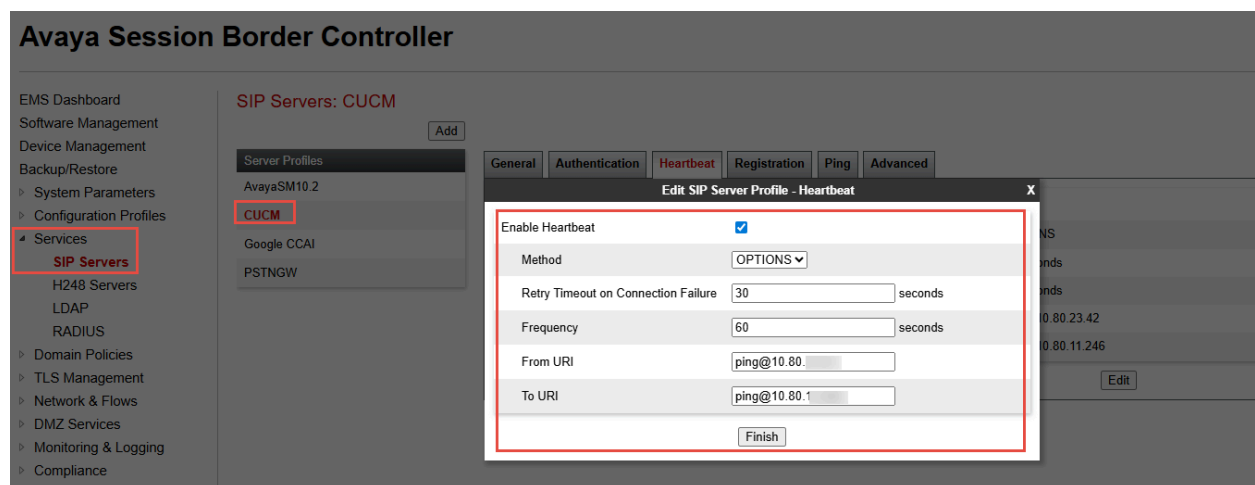 Avaya Session Border Controller
EMS Dashboard
Software Management
Device Management
Backup/Restore
System Parameters
Configuration Profiles
Services
SIP Servers
H248 Servers
LDAP
RADIUS
Domain Policies
TLS Management
Network & Flows
DMZ Services
Monitoring & Logging
Compliance
SIP Servers: CUCM
Add
Server Profiles
AvayaSM10.2
CUCM
Google CCAI
PSTNGW
General Authentication Heartbeat Registration Ping Advanced
Edit SIP Server Profile - Heartbeat X
Enable Heartbeat
Method OPTIONS
Retry Timeout on Connection Failure 30 seconds
Frequency 60 seconds
From URI ping@10.80.
To URI ping@10.80.1
Finish
NS
onds
onds
10.80.23.42
10.80.11.246
Edit